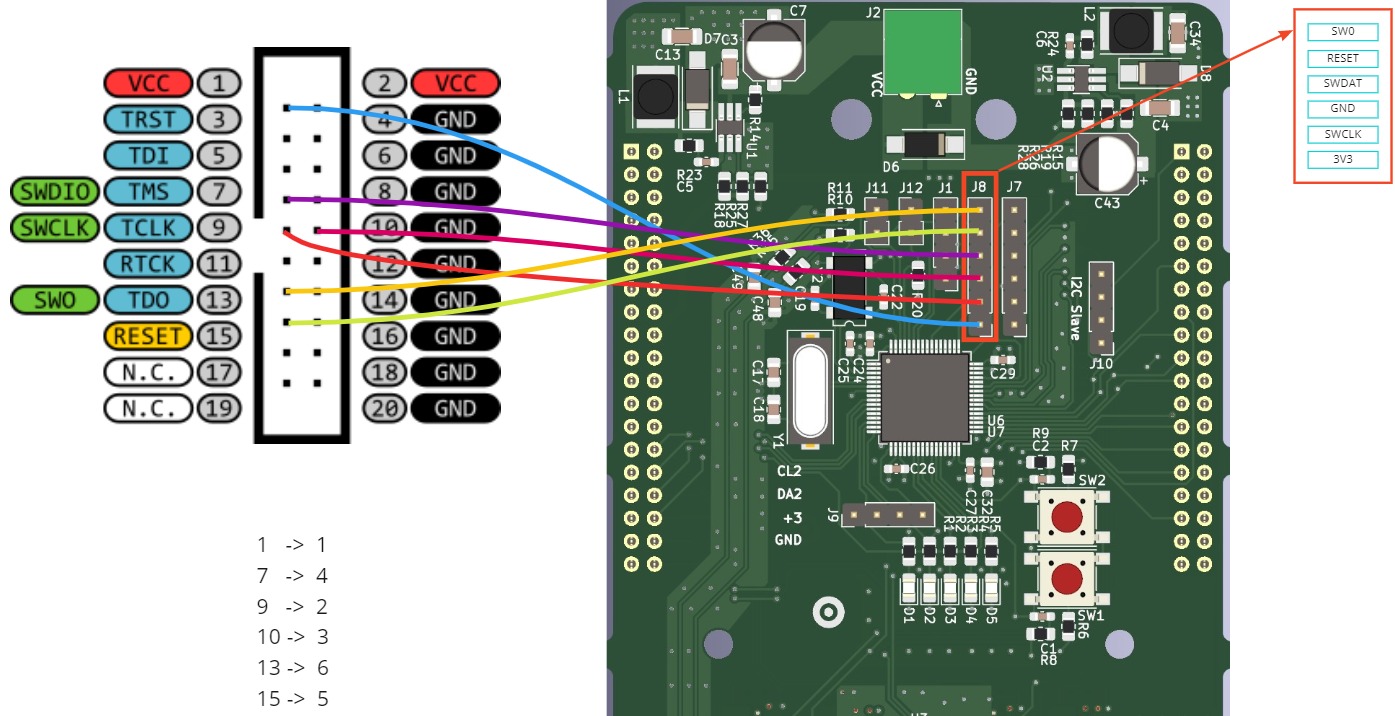 VCC 1 2 VCC
TRST 3 4 GND
TDI 5 6 GND
SWDIO TMS 7 8 GND
SWCLK TCLK 9 10 GND
RTCK 11 12 GND
SWO TDO 13 14 GND
RESET 15 16 GND
N.C. 17 18 GND
N.C. 19 20 GND
1 -> 1
7 -> 4
9 -> 2
10 -> 3
13 -> 6
15 -> 5
C7
J2
L2
C34
D7
C3
C13
R24
C6
U2
L1
VCC
GND
C4
R14
U1
D6
R15
R19
R26
R28
R23
C5
R11
R10
J11
J12
J1
J8
J7
C43
R18
R25
R27
C48
C19
R20
I2C Slave
C17
C18
C25
C24
C29
J10
Y1
U6
U7
CL2
DA2
+3
GND
C26
R9
C2
R7
SW2
J9
C27
C32
R1
R2
R3
R4
R5
D1
D2
D3
D4
D5
SW1
C1
R8
R6
SW0
RESET
SWDAT
GND
SWCLK
3V3